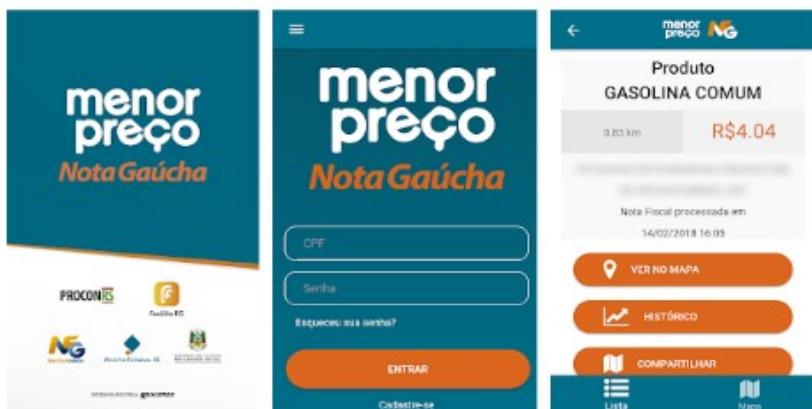 menor
preço
Nota Gaúcha
PROCON RS
NG
menor
preço
Nota Gaúcha
CPF
Senha
Esqueceu sua senha?
ENTRAR
Cadastre-se
menor
preço
NG
Produto
GASOLINA COMUM
0.83 km
R$4.04
Nota Fiscal processada em
14/02/2018 16:05
VER NO MAPA
HISTÓRICO
COMPARTILHAR
Lista
Mapa